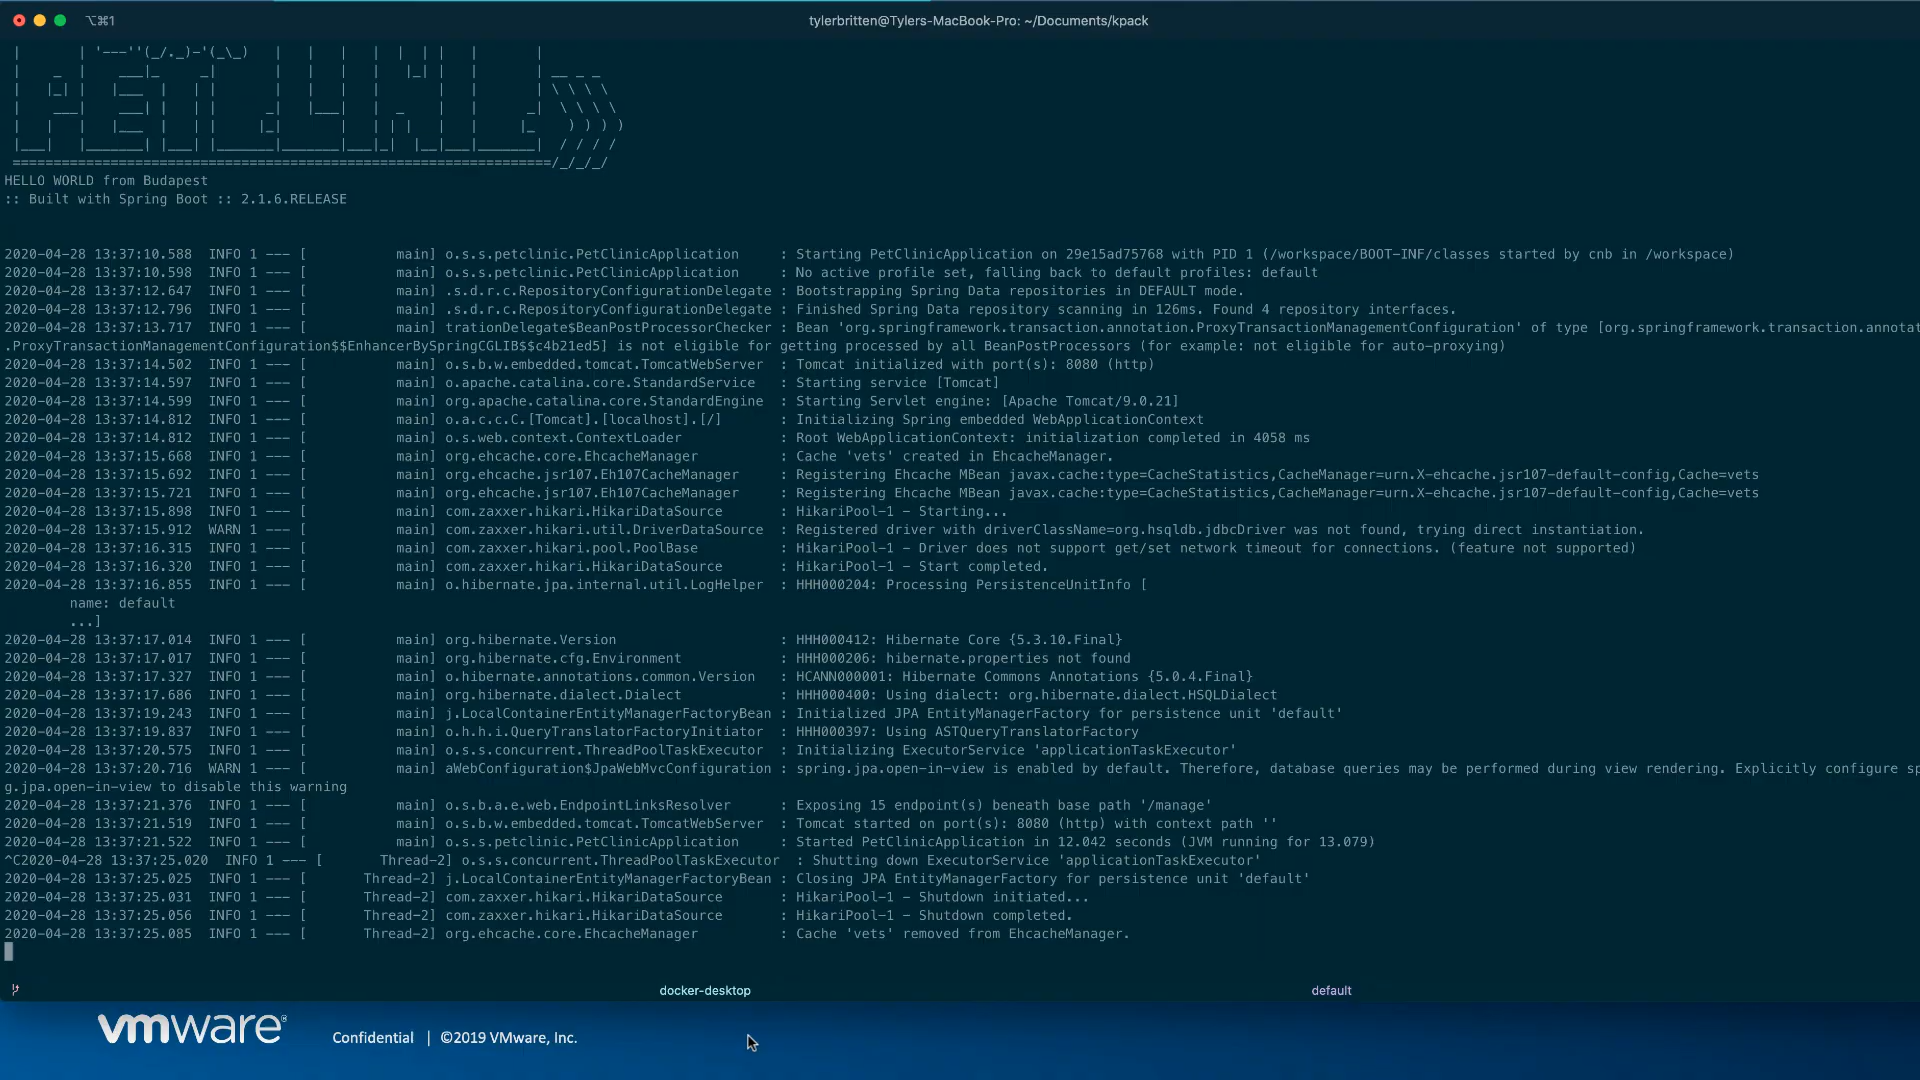 ⌥⌘1
tylerbritten@Tylers-MacBook-Pro: ~/Documents/kpack
|       | '---''(_/._)-'(_\_)   |   |   |   |  |  | |   |       |
|    _  |    ___|_     _|       |   |   |   |   |_| |   |       | __ _ _
|   |_| |   |___  |   | |       |   |   |   |       |   |       | \ \ \ \
|    ___|    ___| |   | |      _|   |___|   |  _    |   |      _|  \ \ \ \
|   |   |   |___  |   | |     |_|       |   | | |   |   |     |_    ) ) ) )
|___|   |_______| |___| |_______|_______|___|_|  |__|___|_______|  / / / /
==================================================================/_/_/_/
HELLO WORLD from Budapest
:: Built with Spring Boot :: 2.1.6.RELEASE
2020-04-28 13:37:10.588  INFO 1 --- [           main] o.s.s.petclinic.PetClinicApplication     : Starting PetClinicApplication on 29e15ad75768 with PID 1 (/workspace/BOOT-INF/classes started by cnb in /workspace)
2020-04-28 13:37:10.598  INFO 1 --- [           main] o.s.s.petclinic.PetClinicApplication     : No active profile set, falling back to default profiles: default
2020-04-28 13:37:12.647  INFO 1 --- [           main] .s.d.r.c.RepositoryConfigurationDelegate : Bootstrapping Spring Data repositories in DEFAULT mode.
2020-04-28 13:37:12.796  INFO 1 --- [           main] .s.d.r.c.RepositoryConfigurationDelegate : Finished Spring Data repository scanning in 126ms. Found 4 repository interfaces.
2020-04-28 13:37:13.717  INFO 1 --- [           main] trationDelegate$BeanPostProcessorChecker : Bean 'org.springframework.transaction.annotation.ProxyTransactionManagementConfiguration' of type [org.springframework.transaction.annotat
.ProxyTransactionManagementConfiguration$$EnhancerBySpringCGLIB$$c4b21ed5] is not eligible for getting processed by all BeanPostProcessors (for example: not eligible for auto-proxying)
2020-04-28 13:37:14.502  INFO 1 --- [           main] o.s.b.w.embedded.tomcat.TomcatWebServer  : Tomcat initialized with port(s): 8080 (http)
2020-04-28 13:37:14.597  INFO 1 --- [           main] o.apache.catalina.core.StandardService   : Starting service [Tomcat]
2020-04-28 13:37:14.599  INFO 1 --- [           main] org.apache.catalina.core.StandardEngine  : Starting Servlet engine: [Apache Tomcat/9.0.21]
2020-04-28 13:37:14.812  INFO 1 --- [           main] o.a.c.c.C.[Tomcat].[localhost].[/]       : Initializing Spring embedded WebApplicationContext
2020-04-28 13:37:14.812  INFO 1 --- [           main] o.s.web.context.ContextLoader            : Root WebApplicationContext: initialization completed in 4058 ms
2020-04-28 13:37:15.668  INFO 1 --- [           main] org.ehcache.core.EhcacheManager          : Cache 'vets' created in EhcacheManager.
2020-04-28 13:37:15.692  INFO 1 --- [           main] org.ehcache.jsr107.Eh107CacheManager     : Registering Ehcache MBean javax.cache:type=CacheStatistics,CacheManager=urn.X-ehcache.jsr107-default-config,Cache=vets
2020-04-28 13:37:15.721  INFO 1 --- [           main] org.ehcache.jsr107.Eh107CacheManager     : Registering Ehcache MBean javax.cache:type=CacheStatistics,CacheManager=urn.X-ehcache.jsr107-default-config,Cache=vets
2020-04-28 13:37:15.898  INFO 1 --- [           main] com.zaxxer.hikari.HikariDataSource       : HikariPool-1 - Starting...
2020-04-28 13:37:15.912  WARN 1 --- [           main] com.zaxxer.hikari.util.DriverDataSource  : Registered driver with driverClassName=org.hsqldb.jdbcDriver was not found, trying direct instantiation.
2020-04-28 13:37:16.315  INFO 1 --- [           main] com.zaxxer.hikari.pool.PoolBase          : HikariPool-1 - Driver does not support get/set network timeout for connections. (feature not supported)
2020-04-28 13:37:16.320  INFO 1 --- [           main] com.zaxxer.hikari.HikariDataSource       : HikariPool-1 - Start completed.
2020-04-28 13:37:16.855  INFO 1 --- [           main] o.hibernate.jpa.internal.util.LogHelper  : HHH000204: Processing PersistenceUnitInfo [
name: default
...]
2020-04-28 13:37:17.014  INFO 1 --- [           main] org.hibernate.Version                    : HHH000412: Hibernate Core {5.3.10.Final}
2020-04-28 13:37:17.017  INFO 1 --- [           main] org.hibernate.cfg.Environment            : HHH000206: hibernate.properties not found
2020-04-28 13:37:17.327  INFO 1 --- [           main] o.hibernate.annotations.common.Version   : HCANN000001: Hibernate Commons Annotations {5.0.4.Final}
2020-04-28 13:37:17.686  INFO 1 --- [           main] org.hibernate.dialect.Dialect            : HHH000400: Using dialect: org.hibernate.dialect.HSQLDialect
2020-04-28 13:37:19.243  INFO 1 --- [           main] j.LocalContainerEntityManagerFactoryBean : Initialized JPA EntityManagerFactory for persistence unit 'default'
2020-04-28 13:37:19.837  INFO 1 --- [           main] o.h.h.i.QueryTranslatorFactoryInitiator  : HHH000397: Using ASTQueryTranslatorFactory
2020-04-28 13:37:20.575  INFO 1 --- [           main] o.s.s.concurrent.ThreadPoolTaskExecutor  : Initializing ExecutorService 'applicationTaskExecutor'
2020-04-28 13:37:20.716  WARN 1 --- [           main] aWebConfiguration$JpaWebMvcConfiguration : spring.jpa.open-in-view is enabled by default. Therefore, database queries may be performed during view rendering. Explicitly configure sp
g.jpa.open-in-view to disable this warning
2020-04-28 13:37:21.376  INFO 1 --- [           main] o.s.b.a.e.web.EndpointLinksResolver      : Exposing 15 endpoint(s) beneath base path '/manage'
2020-04-28 13:37:21.519  INFO 1 --- [           main] o.s.b.w.embedded.tomcat.TomcatWebServer  : Tomcat started on port(s): 8080 (http) with context path ''
2020-04-28 13:37:21.522  INFO 1 --- [           main] o.s.s.petclinic.PetClinicApplication     : Started PetClinicApplication in 12.042 seconds (JVM running for 13.079)
^C2020-04-28 13:37:25.020  INFO 1 --- [       Thread-2] o.s.s.concurrent.ThreadPoolTaskExecutor  : Shutting down ExecutorService 'applicationTaskExecutor'
2020-04-28 13:37:25.025  INFO 1 --- [       Thread-2] j.LocalContainerEntityManagerFactoryBean : Closing JPA EntityManagerFactory for persistence unit 'default'
2020-04-28 13:37:25.031  INFO 1 --- [       Thread-2] com.zaxxer.hikari.HikariDataSource       : HikariPool-1 - Shutdown initiated...
2020-04-28 13:37:25.056  INFO 1 --- [       Thread-2] com.zaxxer.hikari.HikariDataSource       : HikariPool-1 - Shutdown completed.
2020-04-28 13:37:25.085  INFO 1 --- [       Thread-2] org.ehcache.core.EhcacheManager          : Cache 'vets' removed from EhcacheManager.
docker-desktop
default
vmware®
Confidential | ©2019 VMware, Inc.